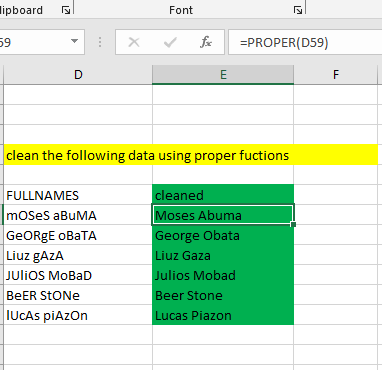 lipboard
Font
59
=PROPER(D59)
D E F
clean the following data using proper fuctions
FULLNAMES cleaned
mOSeS aBuMA Moses Abuma
GeORgE oBaTA George Obata
Liuz gAzA Liuz Gaza
JUliOS MoBaD Julios Mobad
BeER StONe Beer Stone
lUcAs piAzOn Lucas Piazon